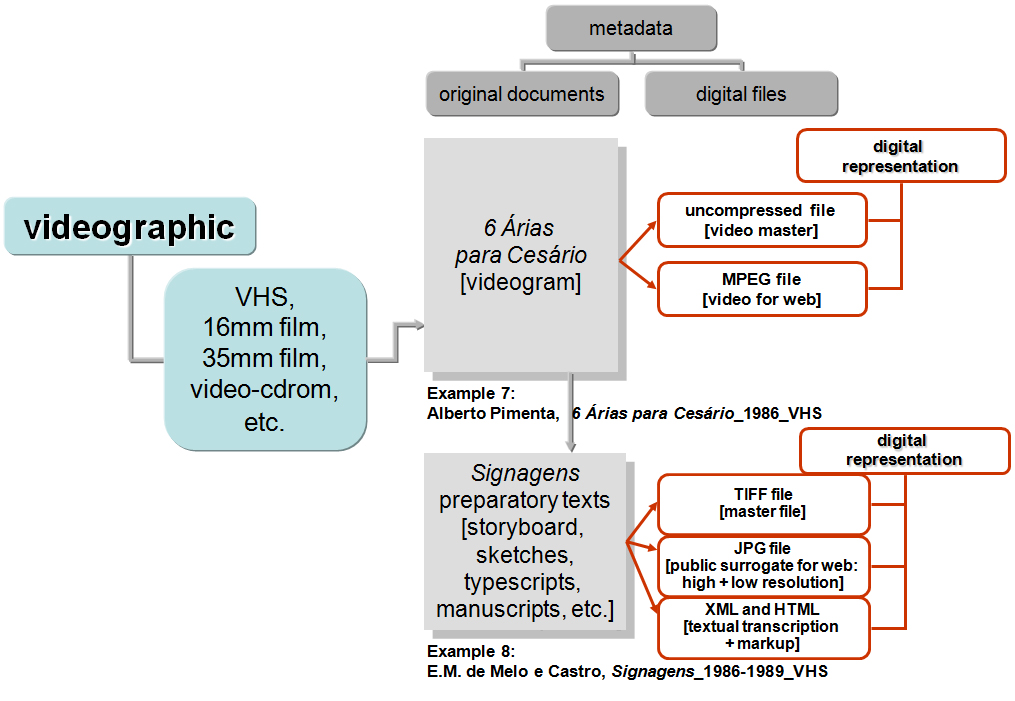 metadata
original documents
digital files
digital
representation
videographic
VHS,
16mm film,
35mm film,
video-cdrom,
etc.
6 Árias
para Cesário
[videogram]
uncompressed file
[video master]
MPEG file
[video for web]
Example 7:
Alberto Pimenta, 6 Árias para Cesário_1986_VHS
digital
representation
Signagens
preparatory texts
[storyboard,
sketches,
typescripts,
manuscripts, etc.]
TIFF file
[master file]
JPG file
[public surrogate for web:
high + low resolution]
XML and HTML
[textual transcription
+ markup]
Example 8:
E.M. de Melo e Castro, Signagens_1986-1989_VHS